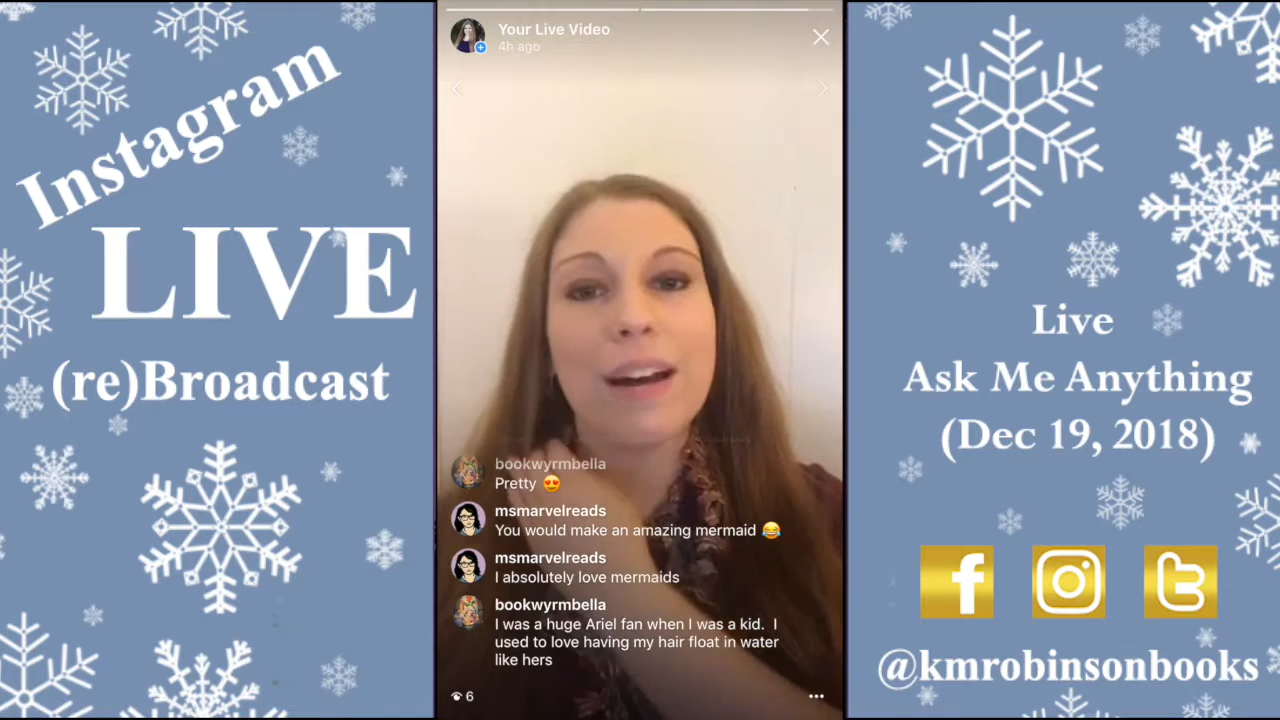 Instagram
LIVE
(re)Broadcast
Your Live Video
4h ago
bookwyrmbella
Pretty 😍
msmarvelreads
You would make an amazing mermaid 😂
msmarvelreads
I absolutely love mermaids
bookwyrmbella
I was a huge Ariel fan when I was a kid. I
used to love having my hair float in water
like hers
6
Live
Ask Me Anything
(Dec 19, 2018)
@kmrobinsonbooks